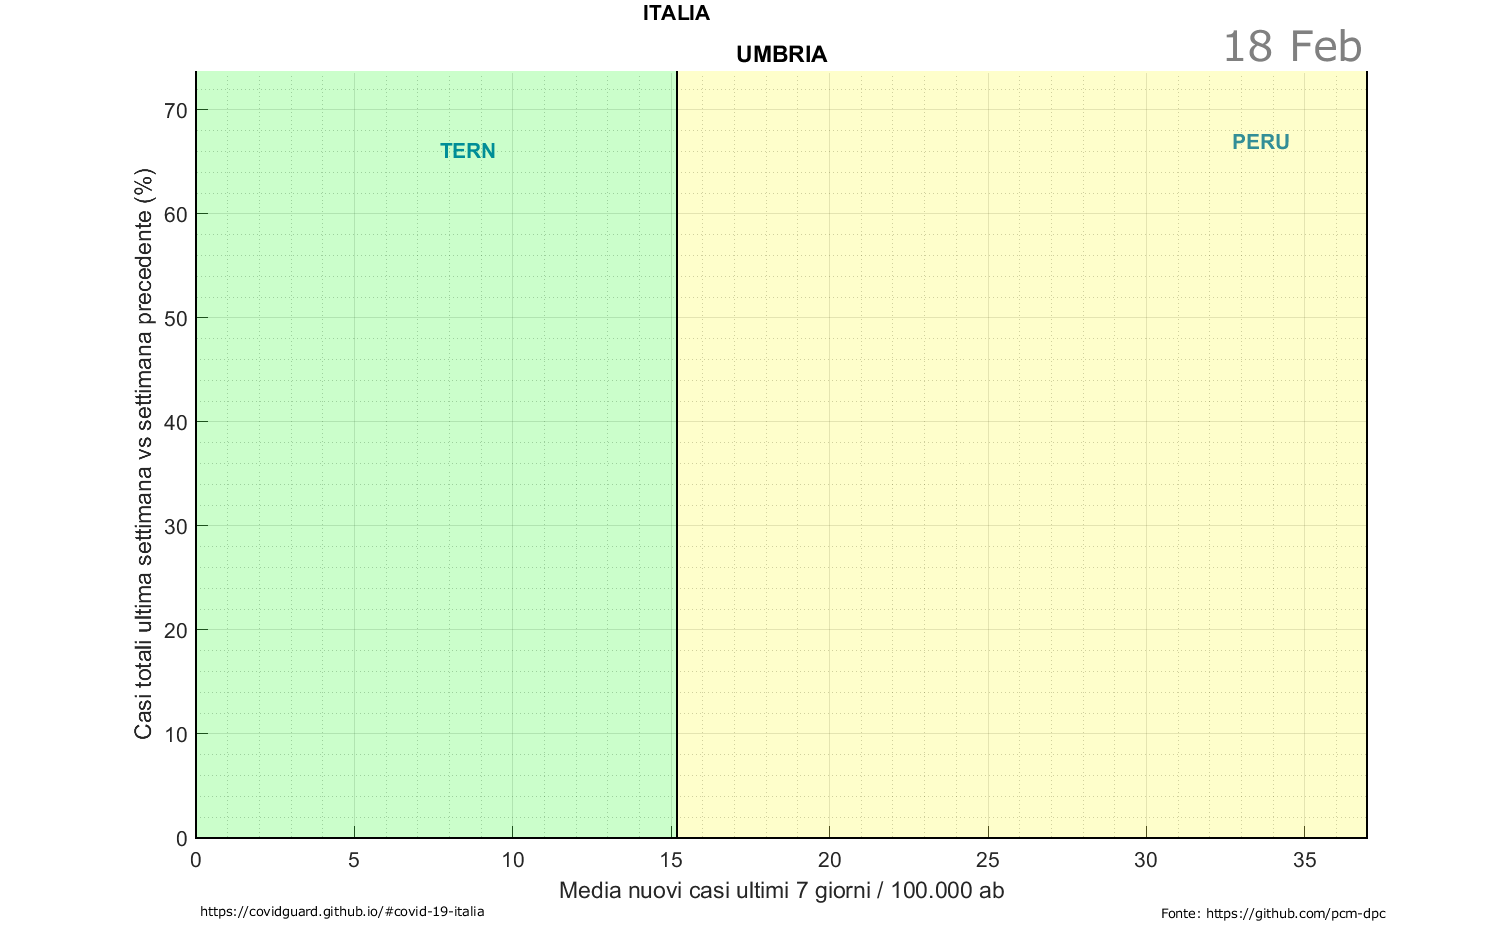 ITALIA
UMBRIA
18 Feb
TERN
PERU
Casi totali ultima settimana vs settimana precedente (%)
70
60
50
40
30
20
10
0
0 5 10 15 20 25 30 35
Media nuovi casi ultimi 7 giorni / 100.000 ab
https://covidguard.github.io/#covid-19-italia
Fonte: https://github.com/pcm-dpc